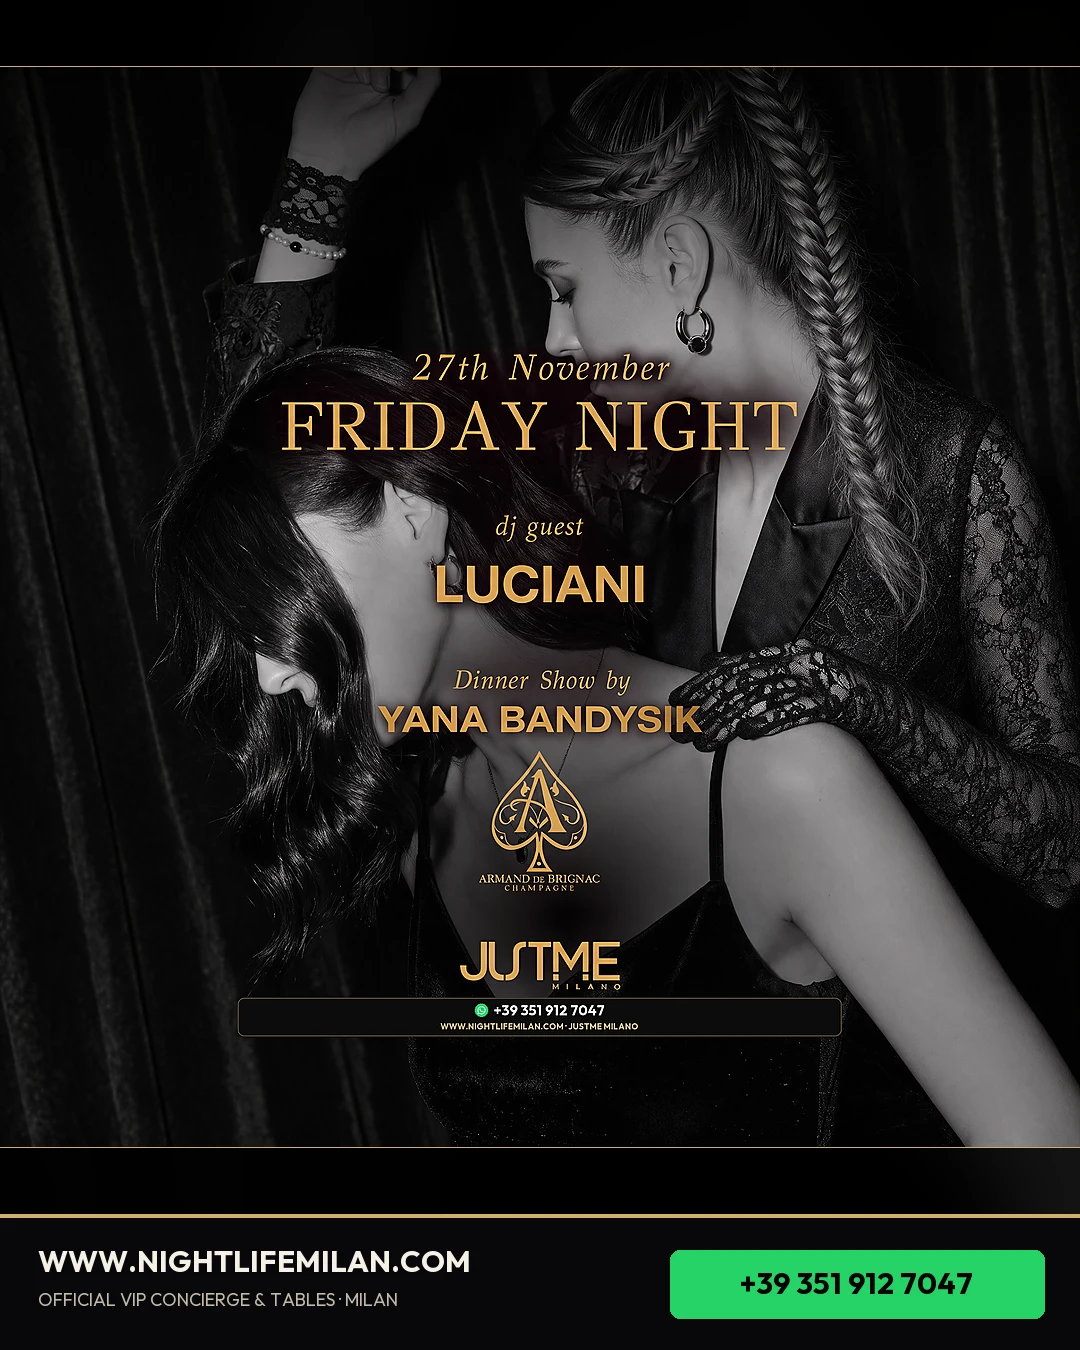 27th November
FRIDAY NIGHT
dj guest
LUCIANI
Dinner Show by
YANA BANDYSIK
A
ARMAND DE BRIGNAC
CHAMPAGNE
JUSTME
MILANO
+39 351 912 7047
WWW.NIGHTLIFEMILAN.COM · JUSTME MILANO
WWW.NIGHTLIFEMILAN.COM
OFFICIAL VIP CONCIERGE & TABLES · MILAN
+39 351 912 7047